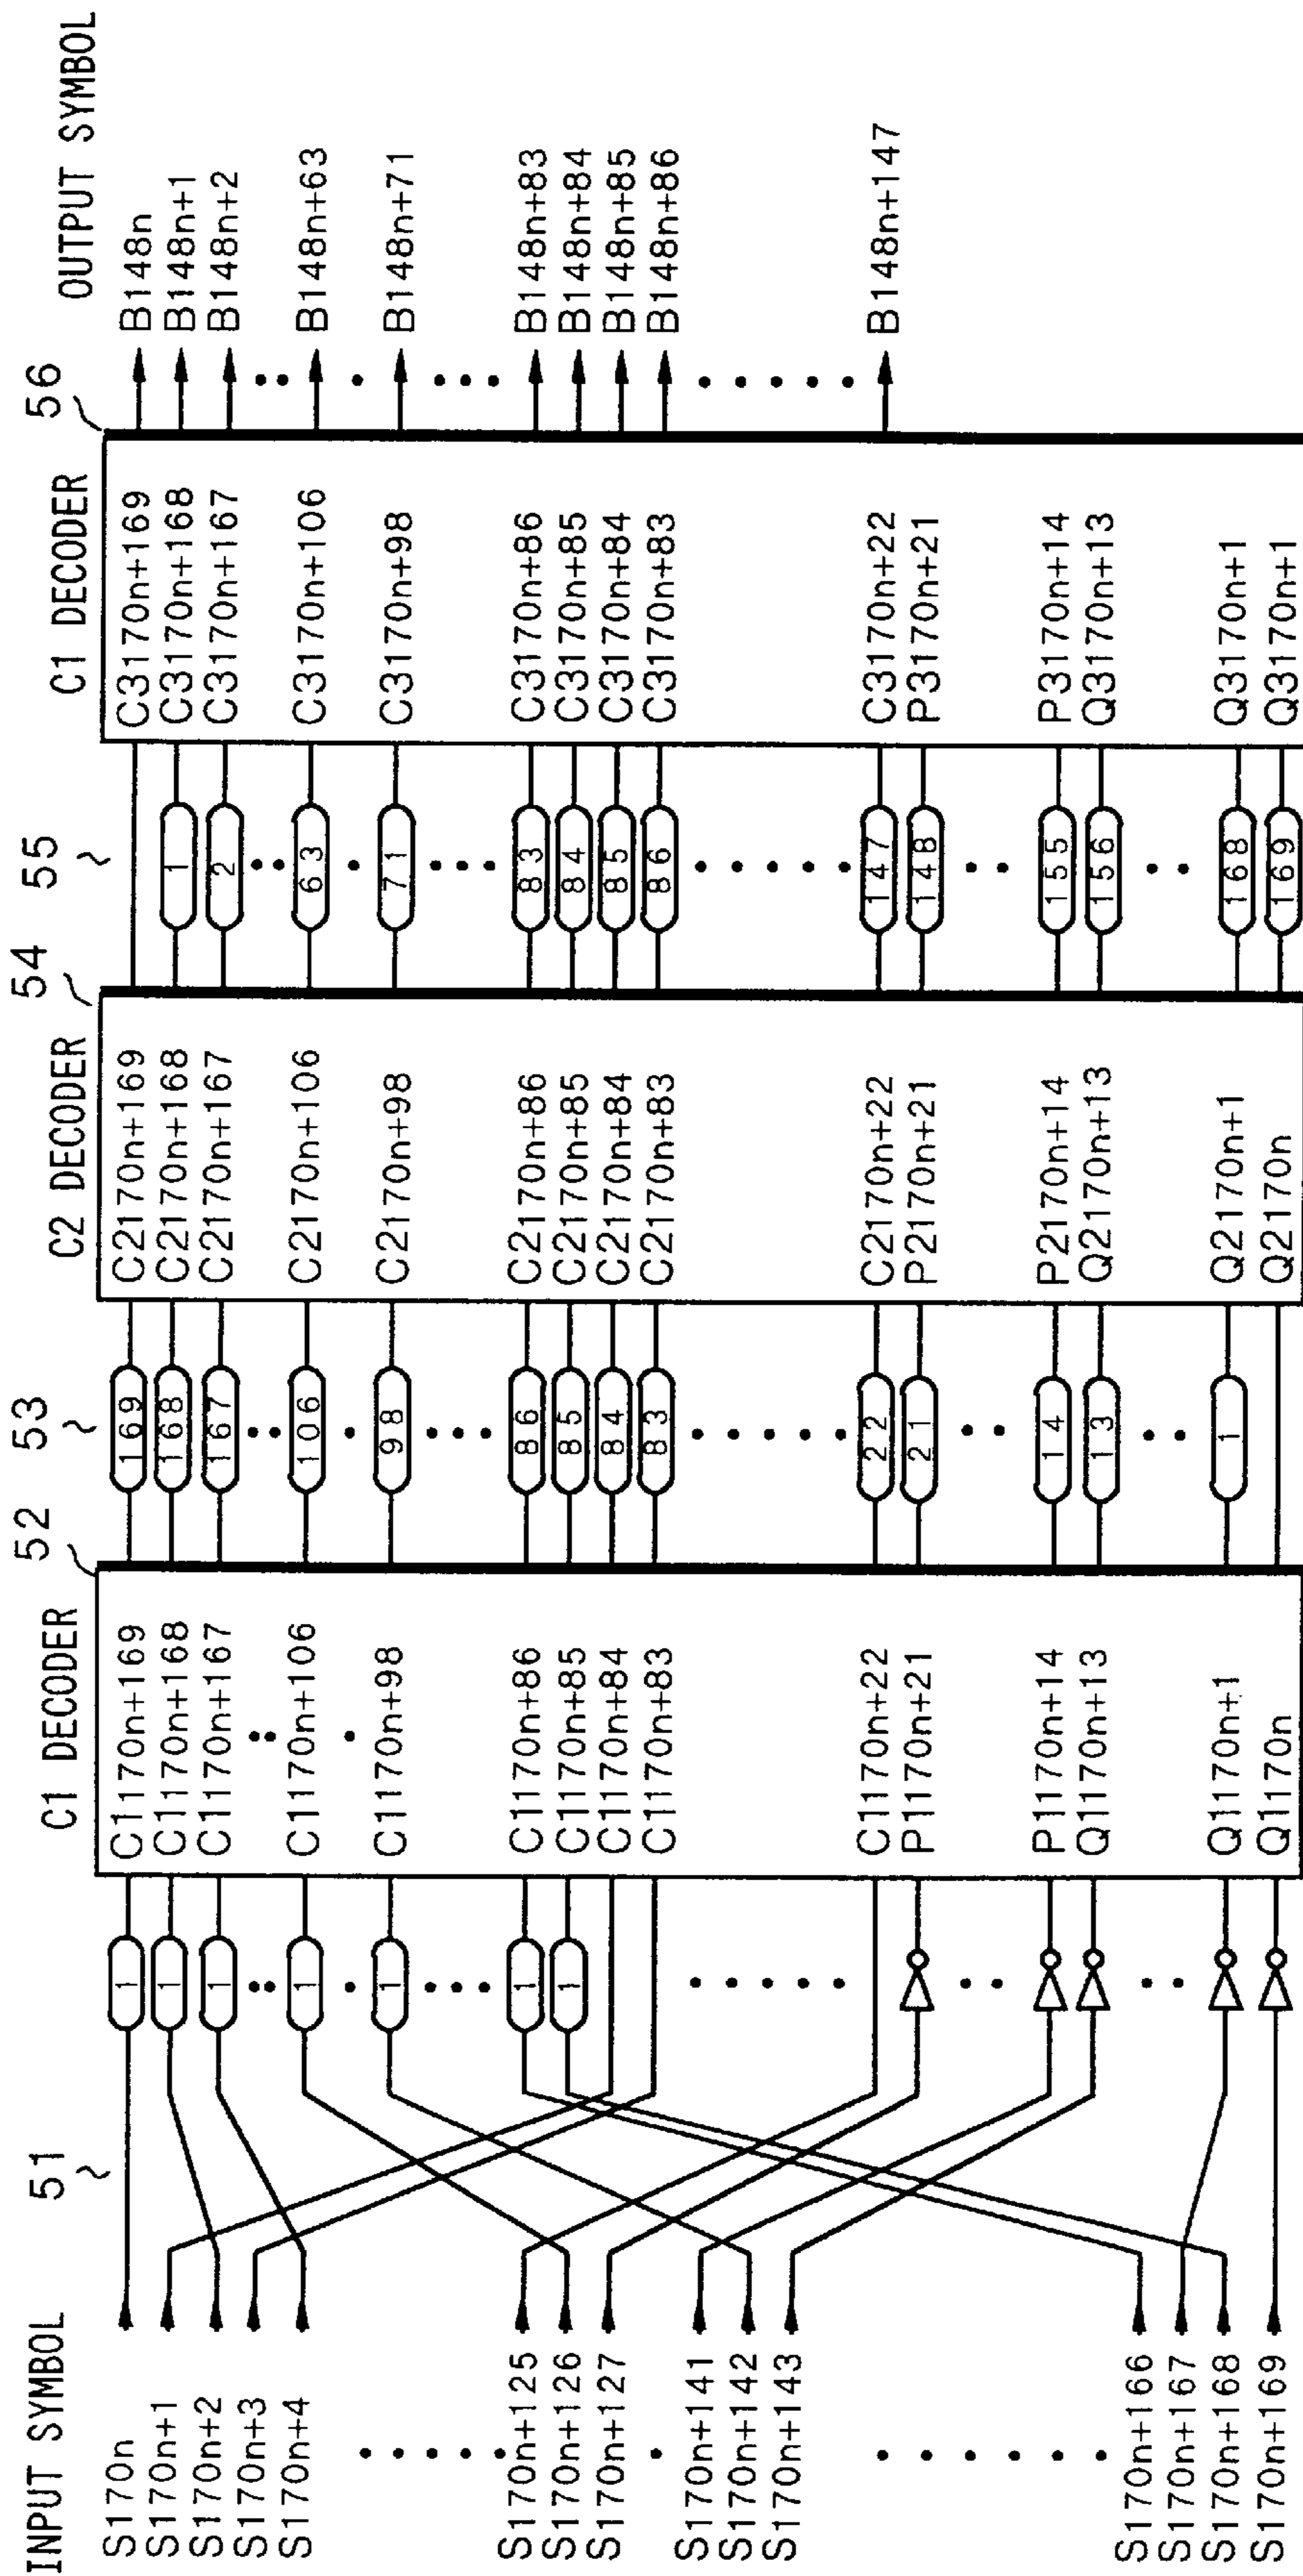 INPUT SYMBOL
S170n
S170n+1
S170n+2
S170n+3
S170n+4
S170n+125
S170n+126
S170n+127
S170n+141
S170n+142
S170n+143
S170n+166
S170n+167
S170n+168
S170n+169
51
1
1
1
1
1
1
1
52
C1 DECODER
C1170n+169
C1170n+168
C1170n+167
C1170n+106
C1170n+98
C1170n+86
C1170n+85
C1170n+84
C1170n+83
C1170n+22
P1170n+21
P1170n+14
Q1170n+13
Q1170n+1
Q1170n
53
169
168
167
106
98
86
85
84
83
22
21
14
13
1
54
C2 DECODER
C2170n+169
C2170n+168
C2170n+167
C2170n+106
C2170n+98
C2170n+86
C2170n+85
C2170n+84
C2170n+83
C2170n+22
P2170n+21
P2170n+14
Q2170n+13
Q2170n+1
Q2170n
55
1
2
63
71
83
84
85
86
147
148
155
156
168
169
56
C1 DECODER
C3170n+169
C3170n+168
C3170n+167
C3170n+106
C3170n+98
C3170n+86
C3170n+85
C3170n+84
C3170n+83
C3170n+22
P3170n+21
P3170n+14
Q3170n+13
Q3170n+1
Q3170n+1
OUTPUT SYMBOL
B148n
B148n+1
B148n+2
B148n+63
B148n+71
B148n+83
B148n+84
B148n+85
B148n+86
B148n+147